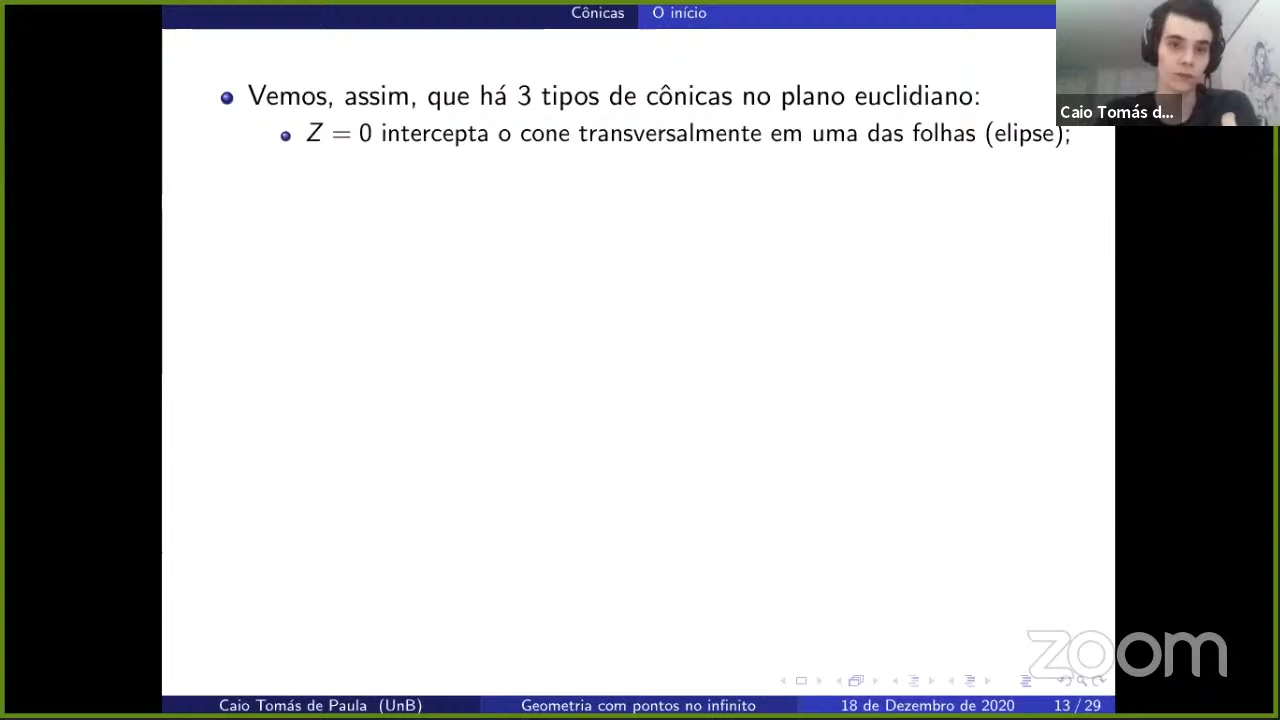 Cônicas O início
Vemos, assim, que há 3 tipos de cônicas no plano euclidiano:
Z = 0 intercepta o cone transversalmente em uma das folhas (elipse);
Caio Tomás d...
zoom
Caio Tomás de Paula (UnB) Geometria com pontos no infinito 18 de Dezembro de 2020 13 / 29